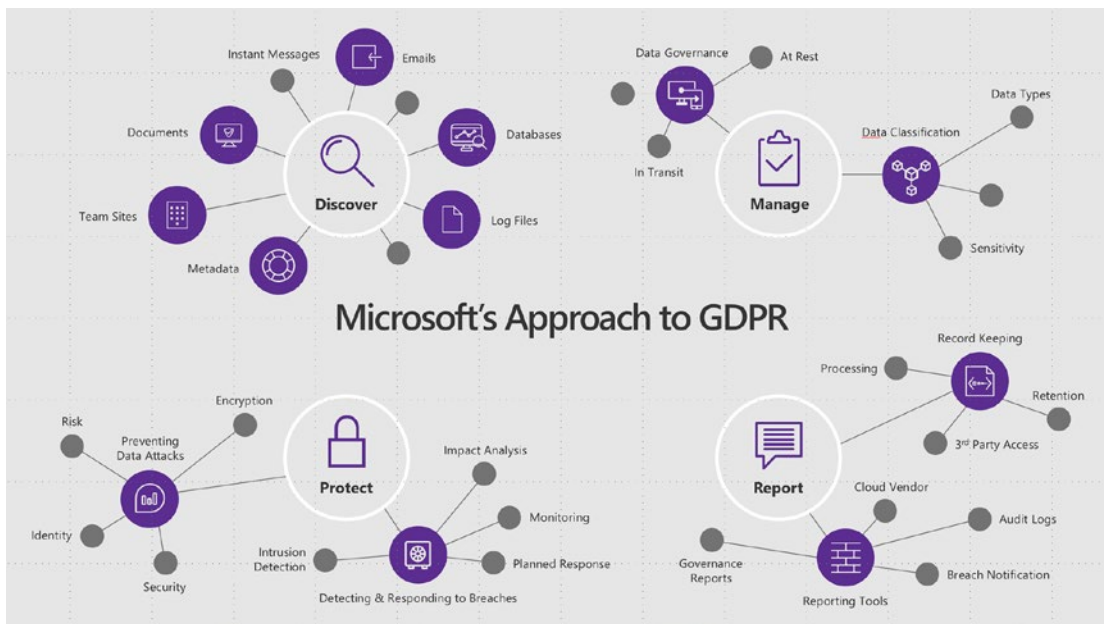 Instant Messages
Emails
Documents
Databases
Discover
Team Sites
Log Files
Metadata
Data Governance
At Rest
Data Types
Data Classification
In Transit
Manage
Sensitivity
Microsoft's Approach to GDPR
Encryption
Risk
Preventing
Data Attacks
Protect
Impact Analysis
Monitoring
Identity
Intrusion
Detection
Planned Response
Security
Detecting & Responding to Breaches
Record Keeping
Processing
Retention
3rd Party Access
Report
Cloud Vendor
Audit Logs
Governance
Reports
Breach Notification
Reporting Tools